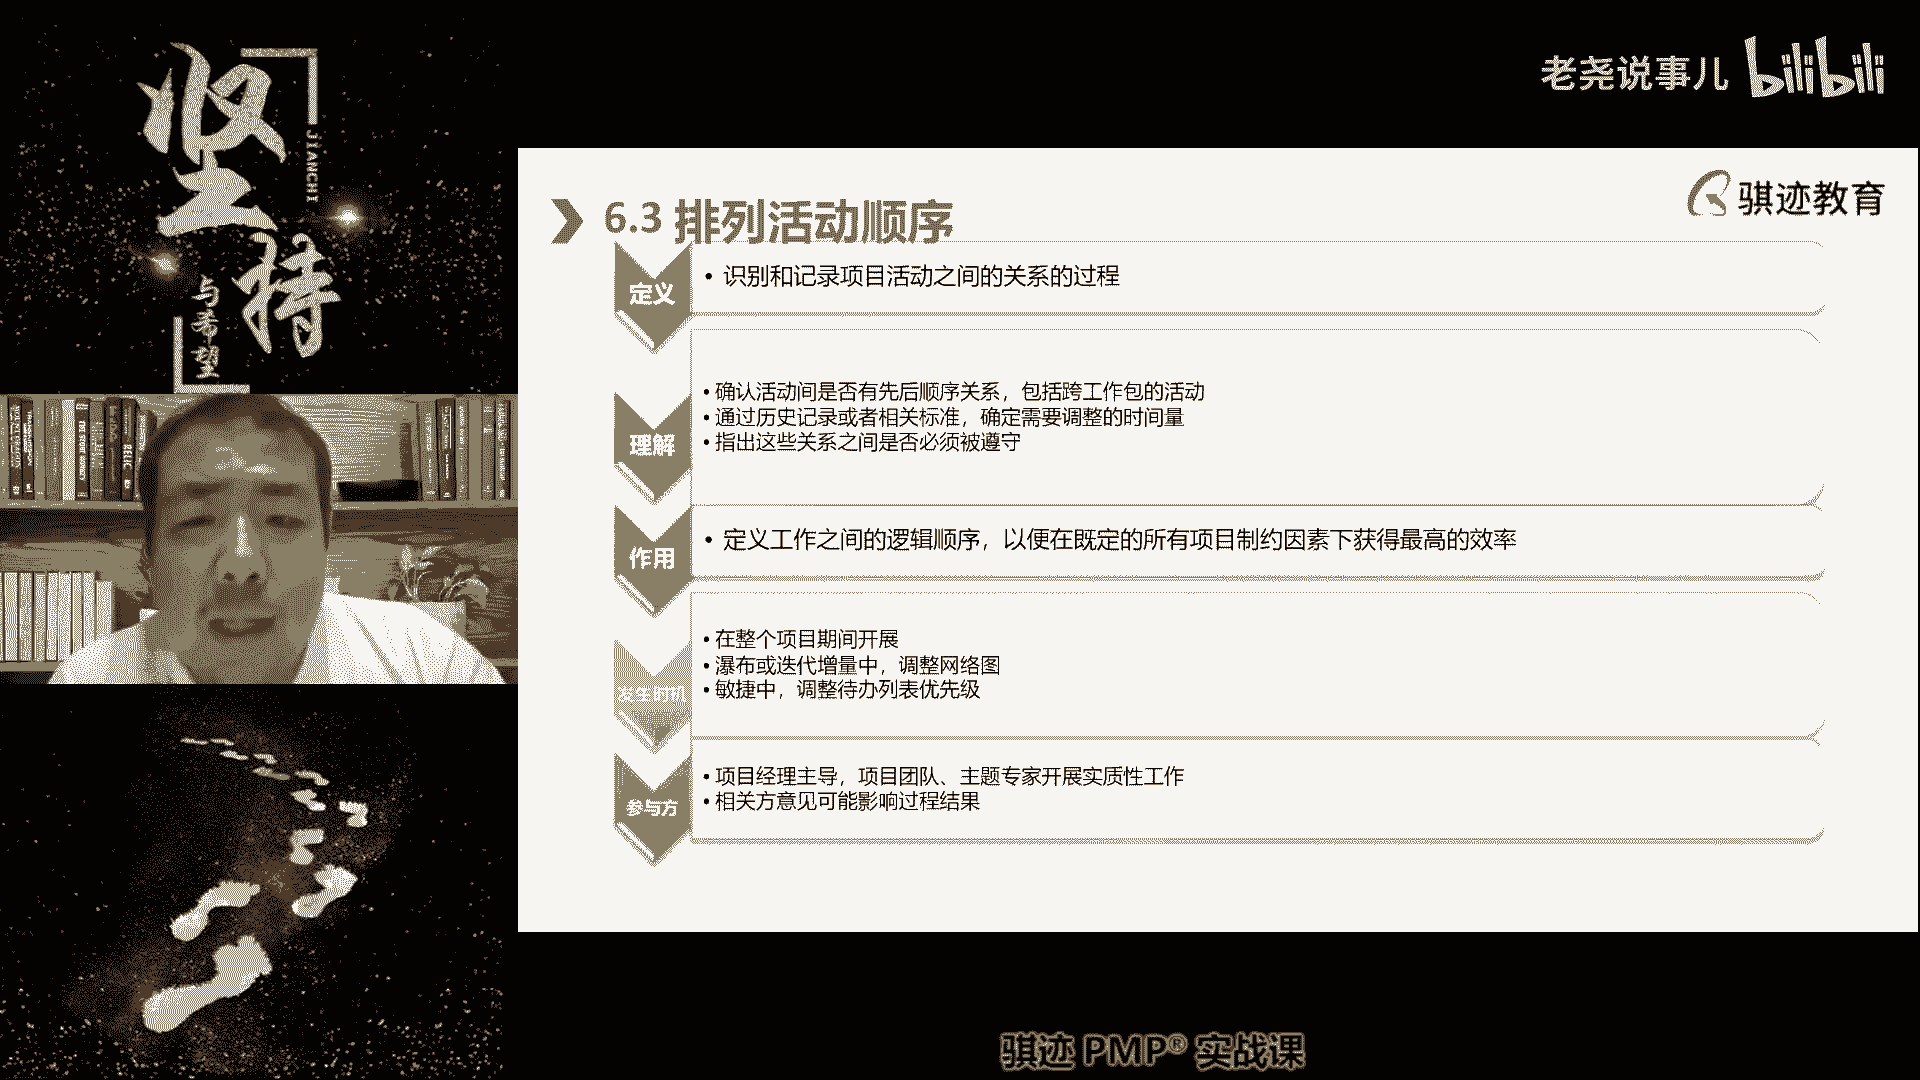 坚持
JIANCHI
与希望
老尧说事儿 bilibili
骐迹教育
6.3 排列活动顺序
定义
• 识别和记录项目活动之间的关系的过程
理解
• 确认活动间是否有先后顺序关系，包括跨工作包的活动
• 通过历史记录或者相关标准，确定需要调整的时间量
• 指出这些关系之间是否必须被遵守
作用
• 定义工作之间的逻辑顺序，以便在既定的所有项目制约因素下获得最高的效率
发生时机
• 在整个项目期间开展
• 瀑布或迭代增量中，调整网络图
• 敏捷中，调整待办列表优先级
参与方
• 项目经理主导，项目团队、主题专家开展实质性工作
• 相关方意见可能影响过程结果
骐迹 PMP® 实战课